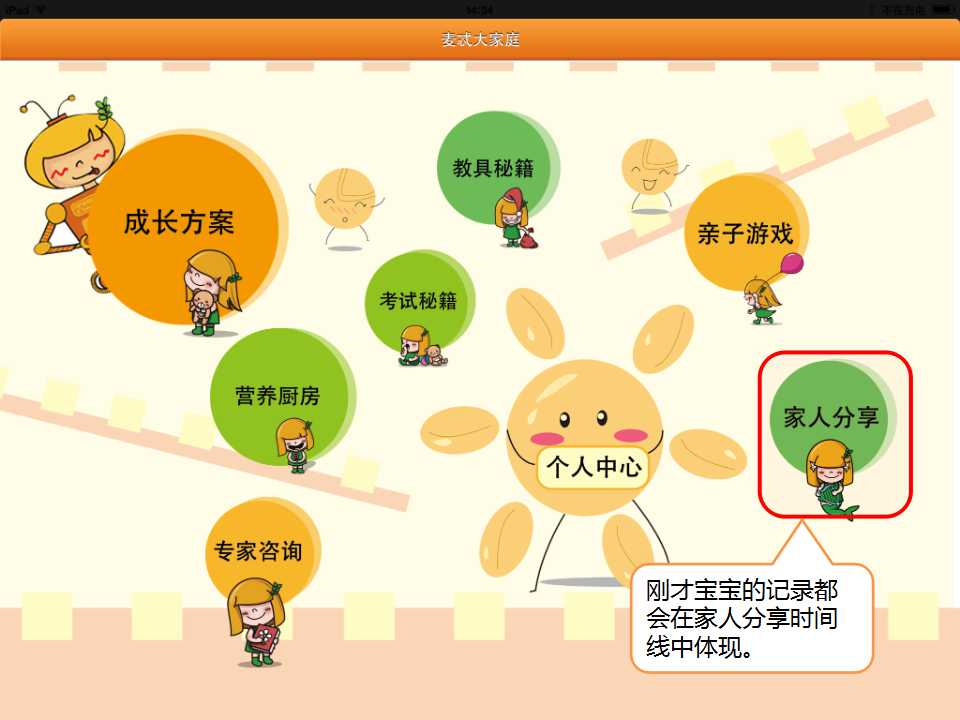 iPad
14:34
不在充电
麦忒大家庭
成长方案
教具秘籍
亲子游戏
考试秘籍
营养厨房
家人分享
个人中心
专家咨询
刚才宝宝的记录都
会在家人分享时间
线中体现。